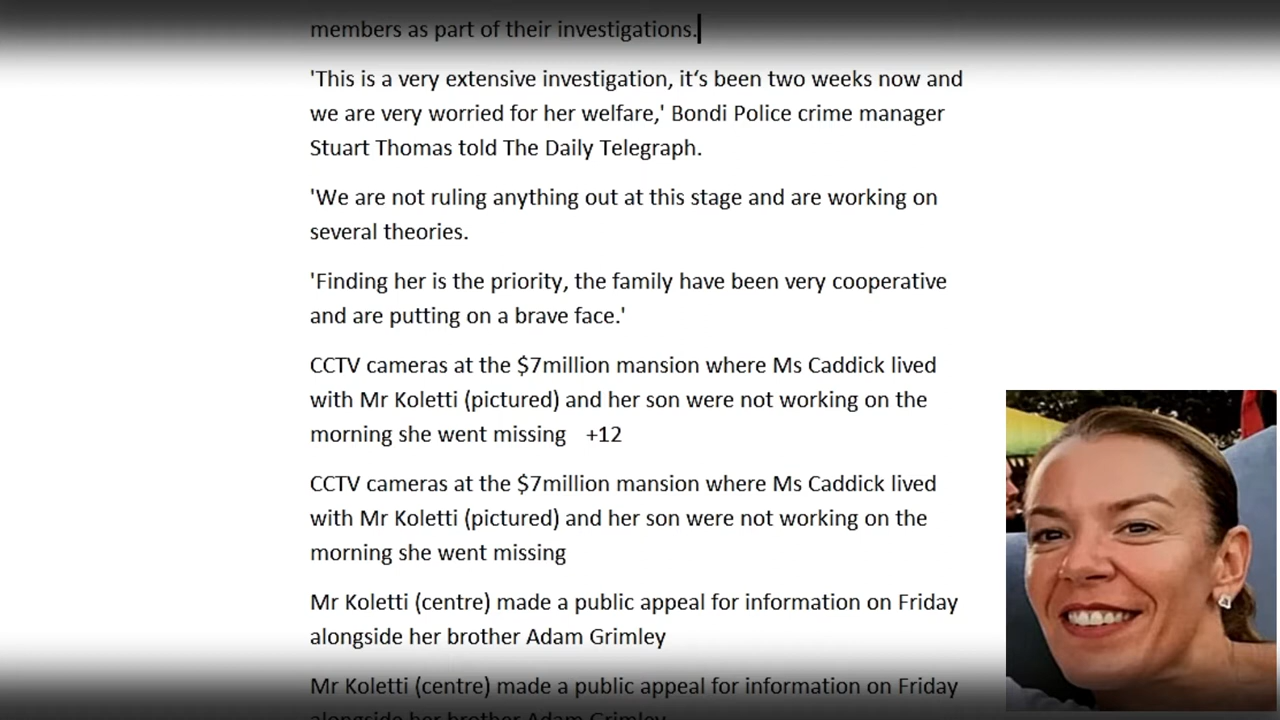 members as part of their investigations.
'This is a very extensive investigation, it‘s been two weeks now and
we are very worried for her welfare,' Bondi Police crime manager
Stuart Thomas told The Daily Telegraph.
'We are not ruling anything out at this stage and are working on
several theories.
'Finding her is the priority, the family have been very cooperative
and are putting on a brave face.'
CCTV cameras at the $7million mansion where Ms Caddick lived
with Mr Koletti (pictured) and her son were not working on the
morning she went missing +12
CCTV cameras at the $7million mansion where Ms Caddick lived
with Mr Koletti (pictured) and her son were not working on the
morning she went missing
Mr Koletti (centre) made a public appeal for information on Friday
alongside her brother Adam Grimley
Mr Koletti (centre) made a public appeal for information on Friday
alongside her brother Adam Grimley